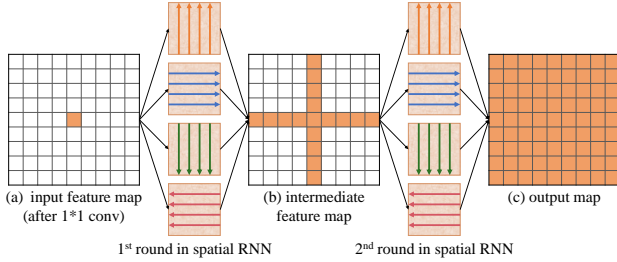 (a) input feature map
(after 1*1 conv)
(b) intermediate
feature map
(c) output map
1st round in spatial RNN
2nd round in spatial RNN